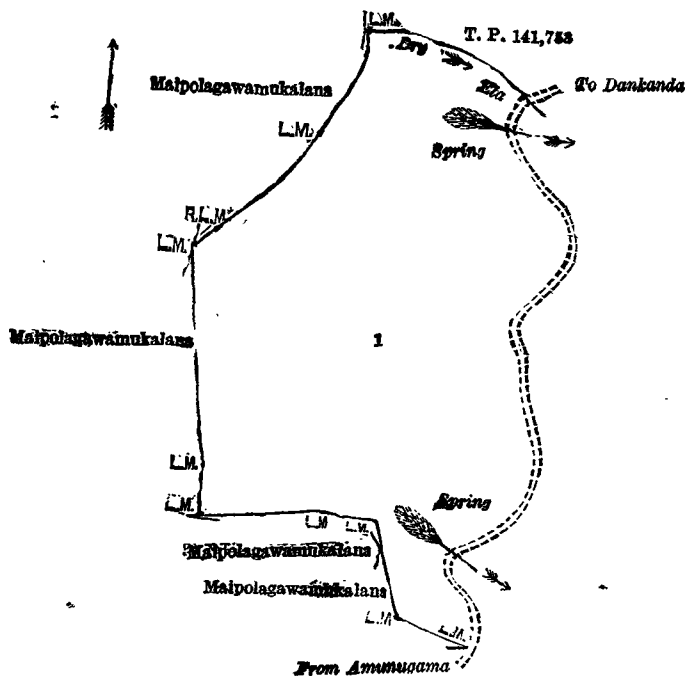 L.M.
T. P. 141,753
Dry
Ela
To Dankanda
Malpolagawamukalana
L.M.
Spring
R.L.M.
L.M.
Malpolagawamukalana
1
L.M.
L.M.
Spring
L.M.
L.M.
Malpolagawamukalana
Malpolagawamukalana
L.M.
L.M.
From Amunugama